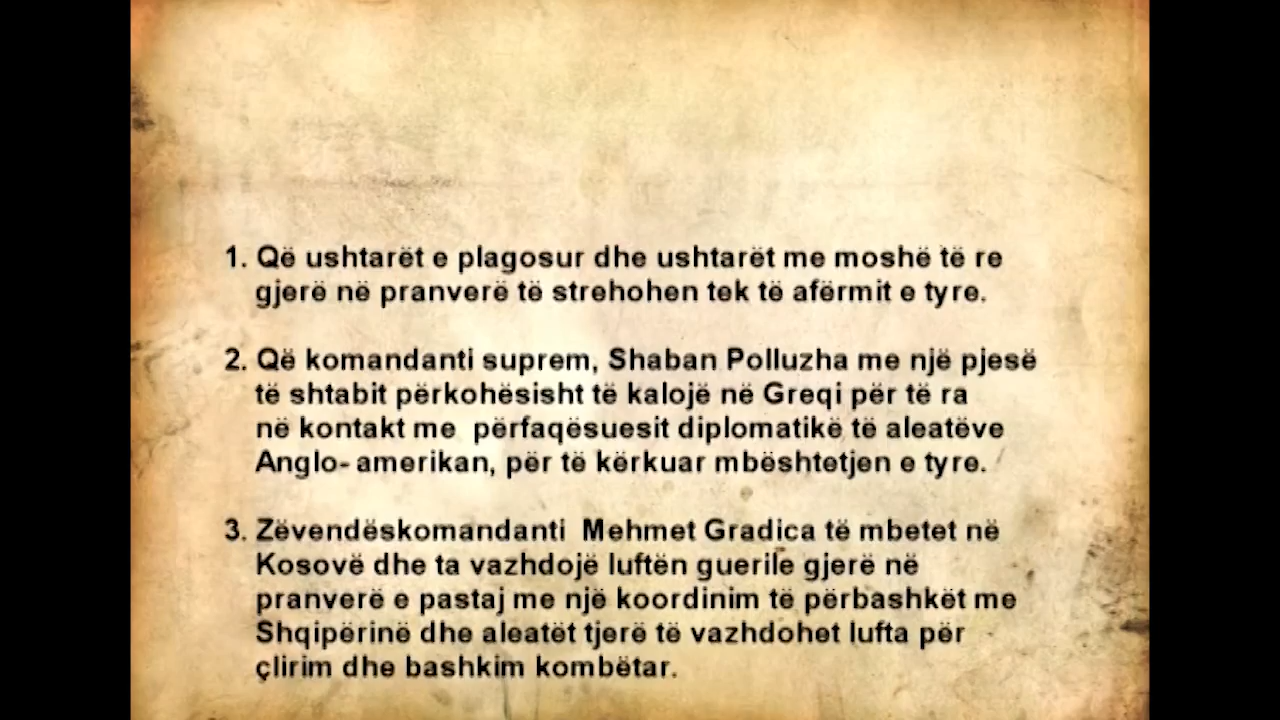 1. Që ushtarët e plagosur dhe ushtarët me moshë të re
gjerë në pranverë të strehohen tek të afërmit e tyre.
2. Që komandanti suprem, Shaban Polluzha me një pjesë
të shtabit përkohësisht të kalojë në Greqi për të ra
në kontakt me përfaqësuesit diplomatikë të aleatëve
Anglo- amerikan, për të kërkuar mbështetjen e tyre.
3. Zëvendëskomandanti Mehmet Gradica të mbetet në
Kosovë dhe ta vazhdojë luftën guerile gjerë në
pranverë e pastaj me një koordinim të përbashkët me
Shqipërinë dhe aleatët tjerë të vazhdohet lufta për
çlirim dhe bashkim kombëtar.